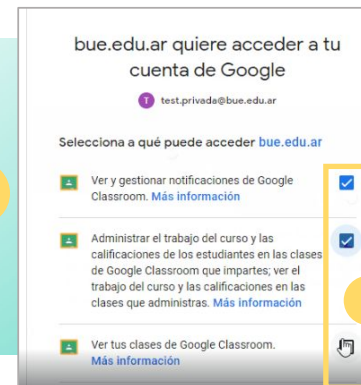 bue.edu.ar quiere acceder a tu
cuenta de Google
T test.privada@bue.edu.ar
Selecciona a qué puede acceder bue.edu.ar
Ver y gestionar notificaciones de Google
Classroom. Más información
Administrar el trabajo del curso y las
calificaciones de los estudiantes en las clases
de Google Classroom que impartes; ver el
trabajo del curso y las calificaciones en las
clases que administras. Más información
Ver tus clases de Google Classroom.
Más información